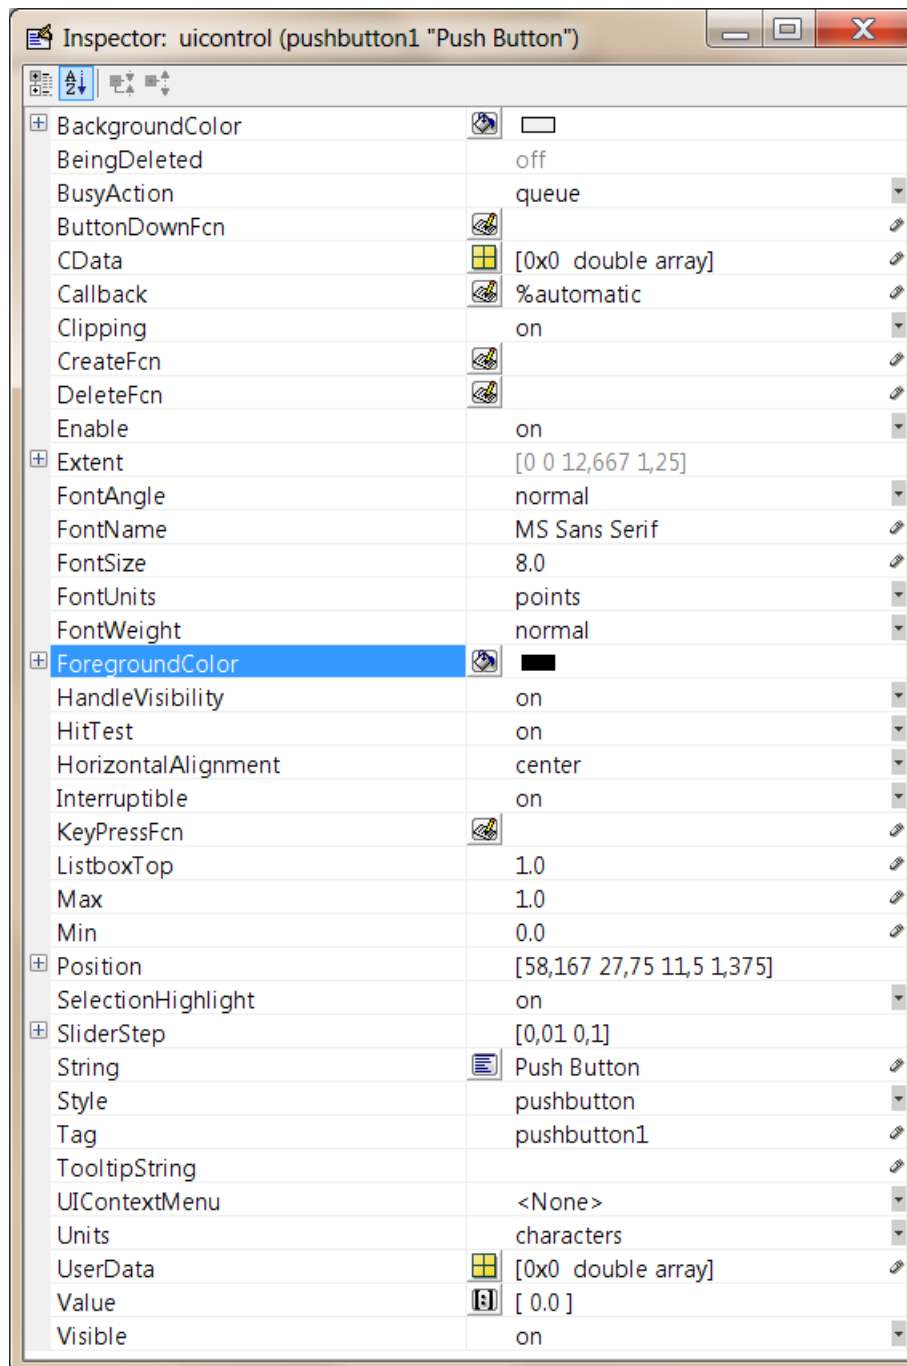 Inspector: uicontrol (pushbutton1 "Push Button")
BackgroundColor
BeingDeleted off
BusyAction queue
ButtonDownFcn
CData [0x0 double array]
Callback %automatic
Clipping on
CreateFcn
DeleteFcn
Enable on
Extent [0 0 12,667 1,25]
FontAngle normal
FontName MS Sans Serif
FontSize 8.0
FontUnits points
FontWeight normal
ForegroundColor
HandleVisibility on
HitTest on
HorizontalAlignment center
Interruptible on
KeyPressFcn
ListboxTop 1.0
Max 1.0
Min 0.0
Position [58,167 27,75 11,5 1,375]
SelectionHighlight on
SliderStep [0,01 0,1]
String Push Button
Style pushbutton
Tag pushbutton1
TooltipString
UIContextMenu <None>
Units characters
UserData [0x0 double array]
Value [ 0.0 ]
Visible on